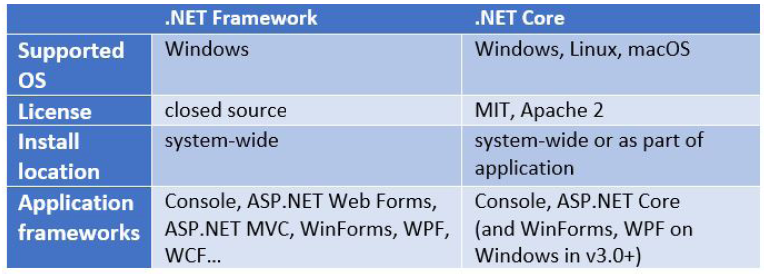 .NET Framework .NET Core
Supported OS Windows Windows, Linux, macOS
License closed source MIT, Apache 2
Install location system-wide system-wide or as part of
application
Application frameworks Console, ASP.NET Web Forms,
ASP.NET MVC, WinForms, WPF,
WCF…
Console, ASP.NET Core
(and WinForms, WPF on
Windows in v3.0+)